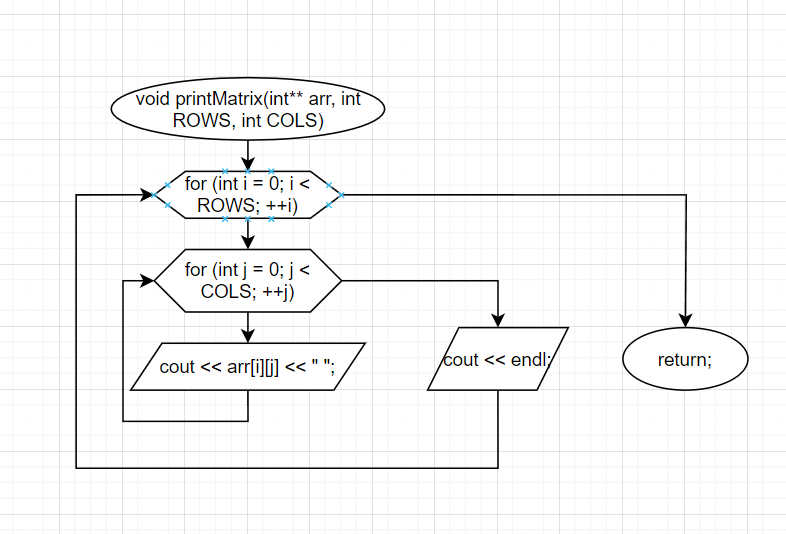 void printMatrix(int** arr, int
ROWS, int COLS)
for (int i = 0; i <
ROWS; ++i)
for (int j = 0; j <
COLS; ++j)
cout << arr[i][j] << " ";
cout << endl;
return;